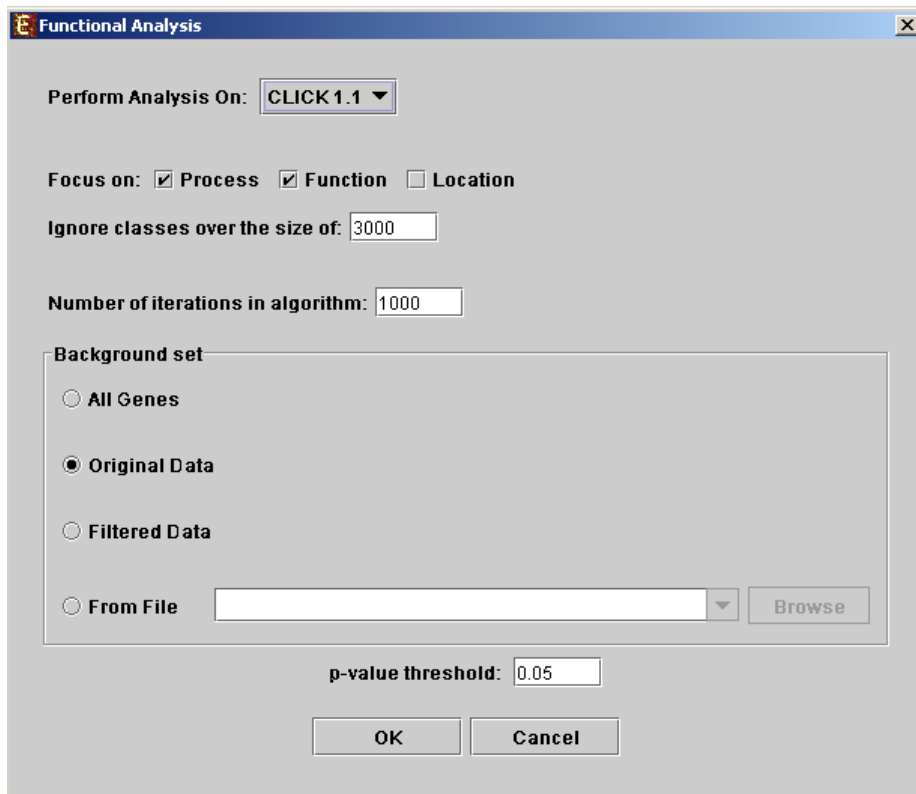 Functional Analysis
Perform Analysis On: CLICK 1.1
Focus on: Process Function Location
Ignore classes over the size of: 3000
Number of iterations in algorithm: 1000
Background set
All Genes
Original Data
Filtered Data
From File Browse
p-value threshold: 0.05
OK Cancel